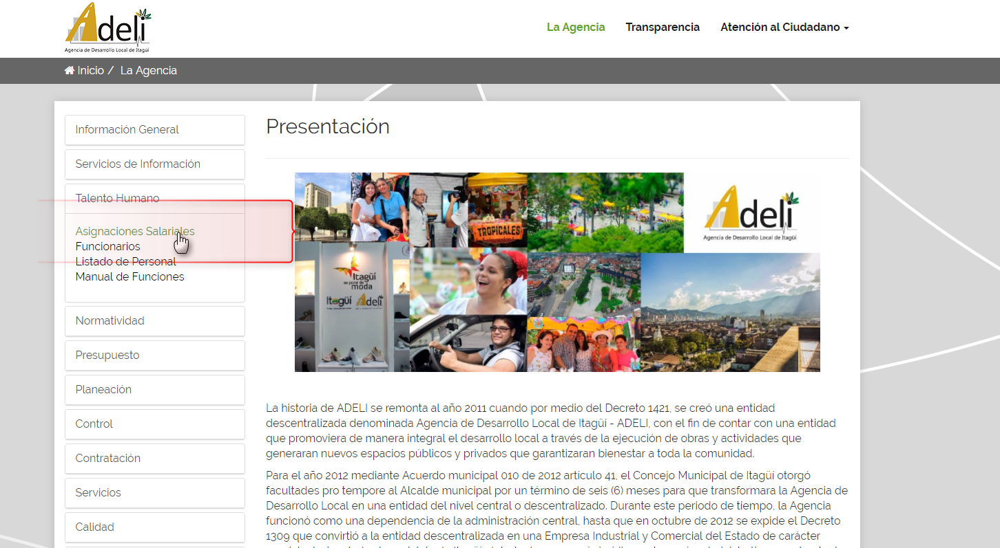 Adeli
Agencia de Desarrollo Local de Itagüí
La Agencia
Transparencia
Atención al Ciudadano
Inicio / La Agencia
Información General
Servicios de Información
Talento Humano
Asignaciones Salariales
Funcionarios
Listado de Personal
Manual de Funciones
Normatividad
Presupuesto
Planeación
Control
Contratación
Servicios
Calidad
Presentación
TROPICALES
Adeli
Agencia de Desarrollo Local de Itagüí
Itagüí
se pone de
moda
Itagüí Adeli
La historia de ADELI se remonta al año 2011 cuando por medio del Decreto 1421, se creó una entidad
descentralizada denominada Agencia de Desarrollo Local de Itagüí - ADELI, con el fin de contar con una entidad
que promoviera de manera integral el desarrollo local a través de la ejecución de obras y actividades que
generaran nuevos espacios públicos y privados que garantizaran bienestar a toda la comunidad.
Para el año 2012 mediante Acuerdo municipal 010 de 2012 artículo 41, el Concejo Municipal de Itagüí otorgó
facultades pro tempore al Alcalde municipal por un término de seis (6) meses para que transformara la Agencia de
Desarrollo Local en una entidad del nivel central o descentralizado. Durante este periodo de tiempo, la Agencia
funcionó como una dependencia de la administración central, hasta que en octubre de 2012 se expide el Decreto
1309 que convirtió a la entidad descentralizada en una Empresa Industrial y Comercial del Estado de carácter